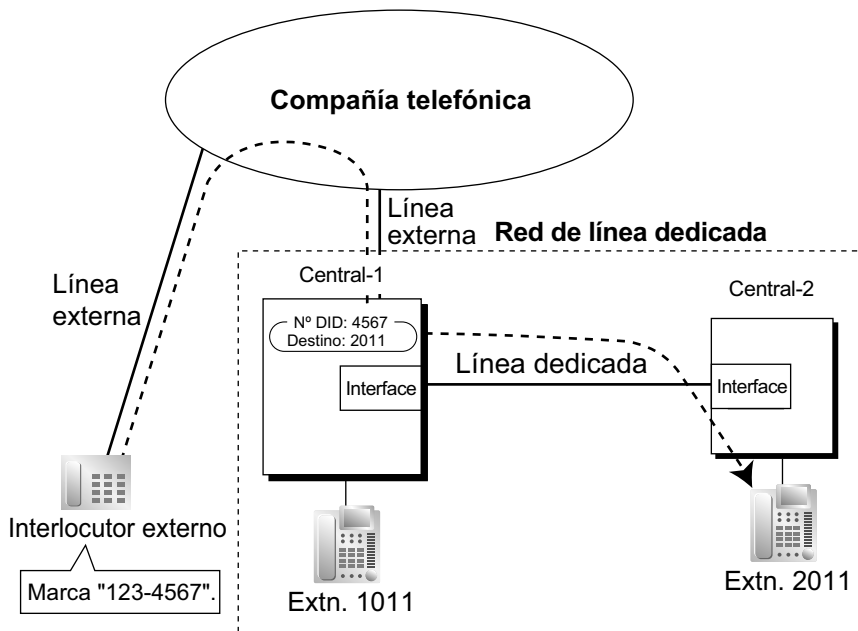 Compañía telefónica
Línea
externa
Red de línea dedicada
Línea
externa
Central-1
Central-2
Nº DID: 4567
Destino: 2011
Interface
Línea dedicada
Interface
Interlocutor externo
Marca "123-4567".
Extn. 1011
Extn. 2011